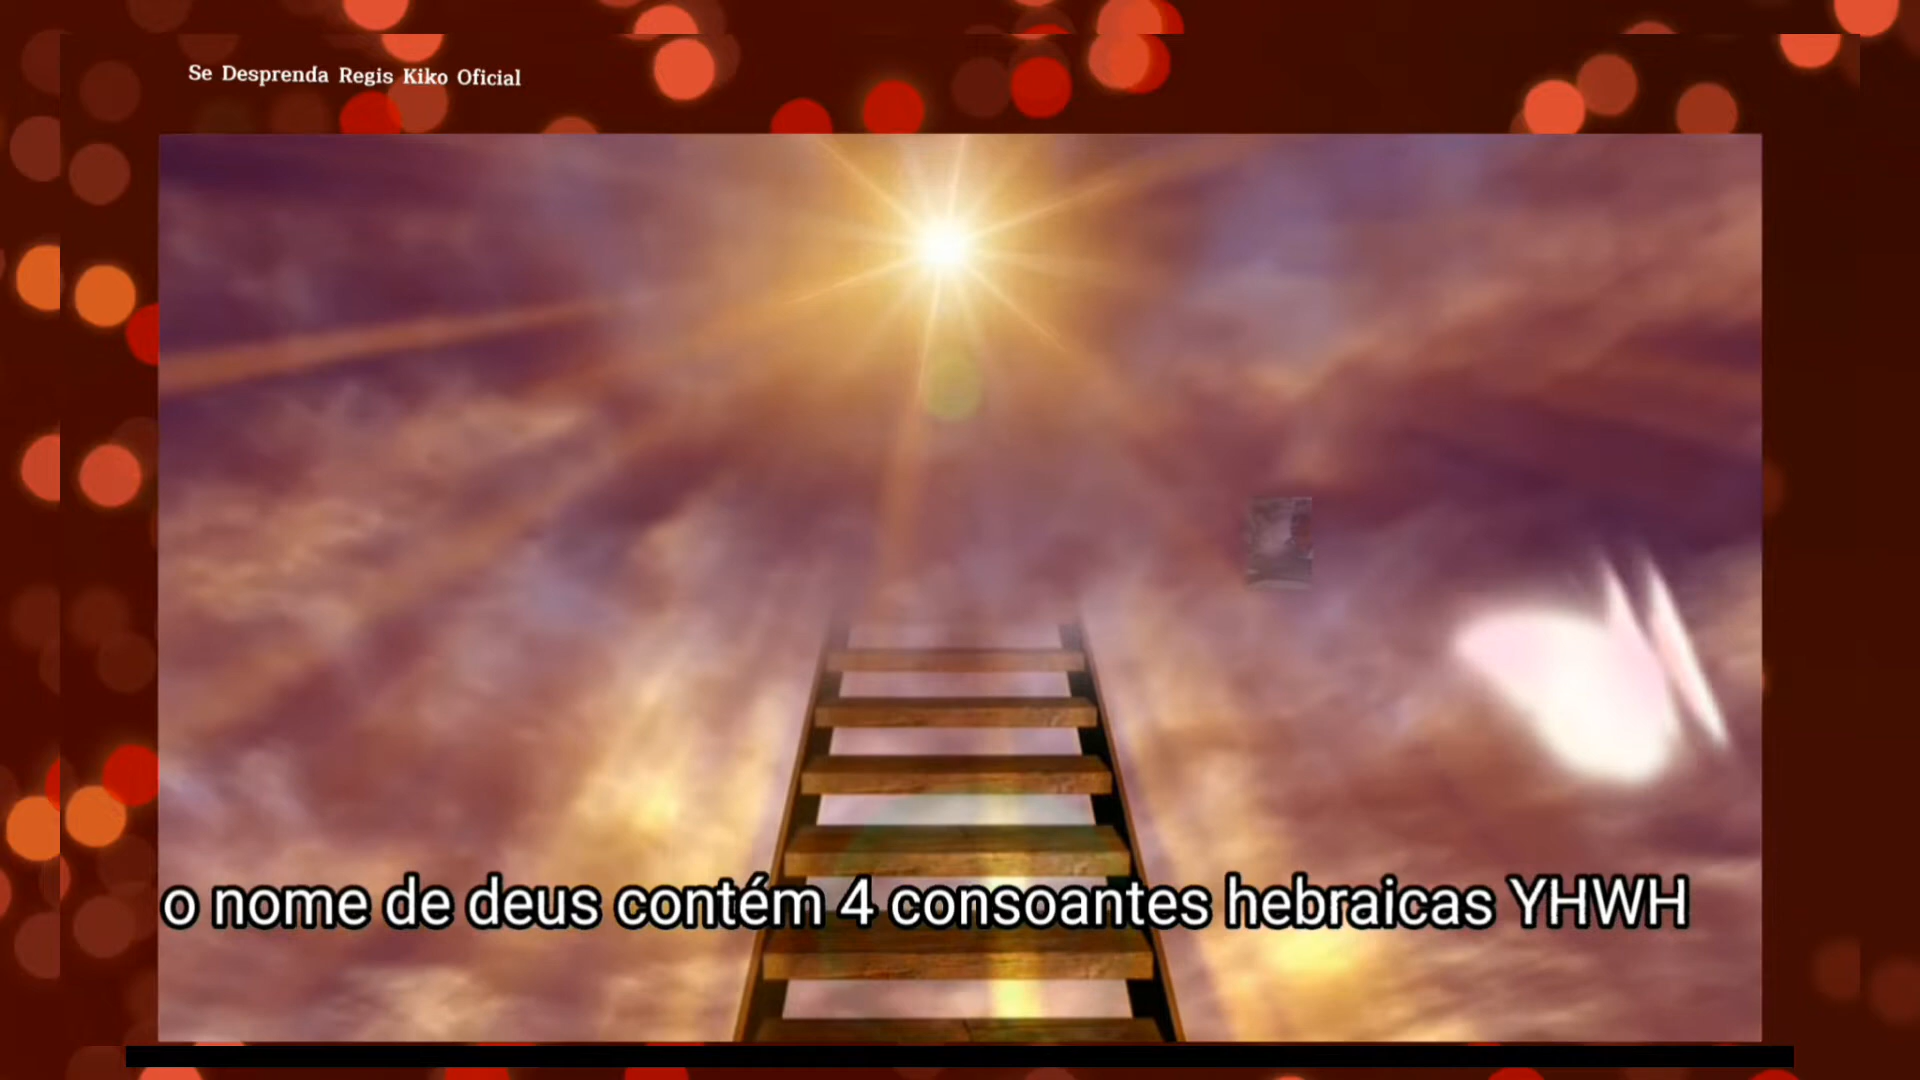 Se Desprenda Regis Kiko Oficial
o nome de deus contém 4 consoantes hebraicas YHWH